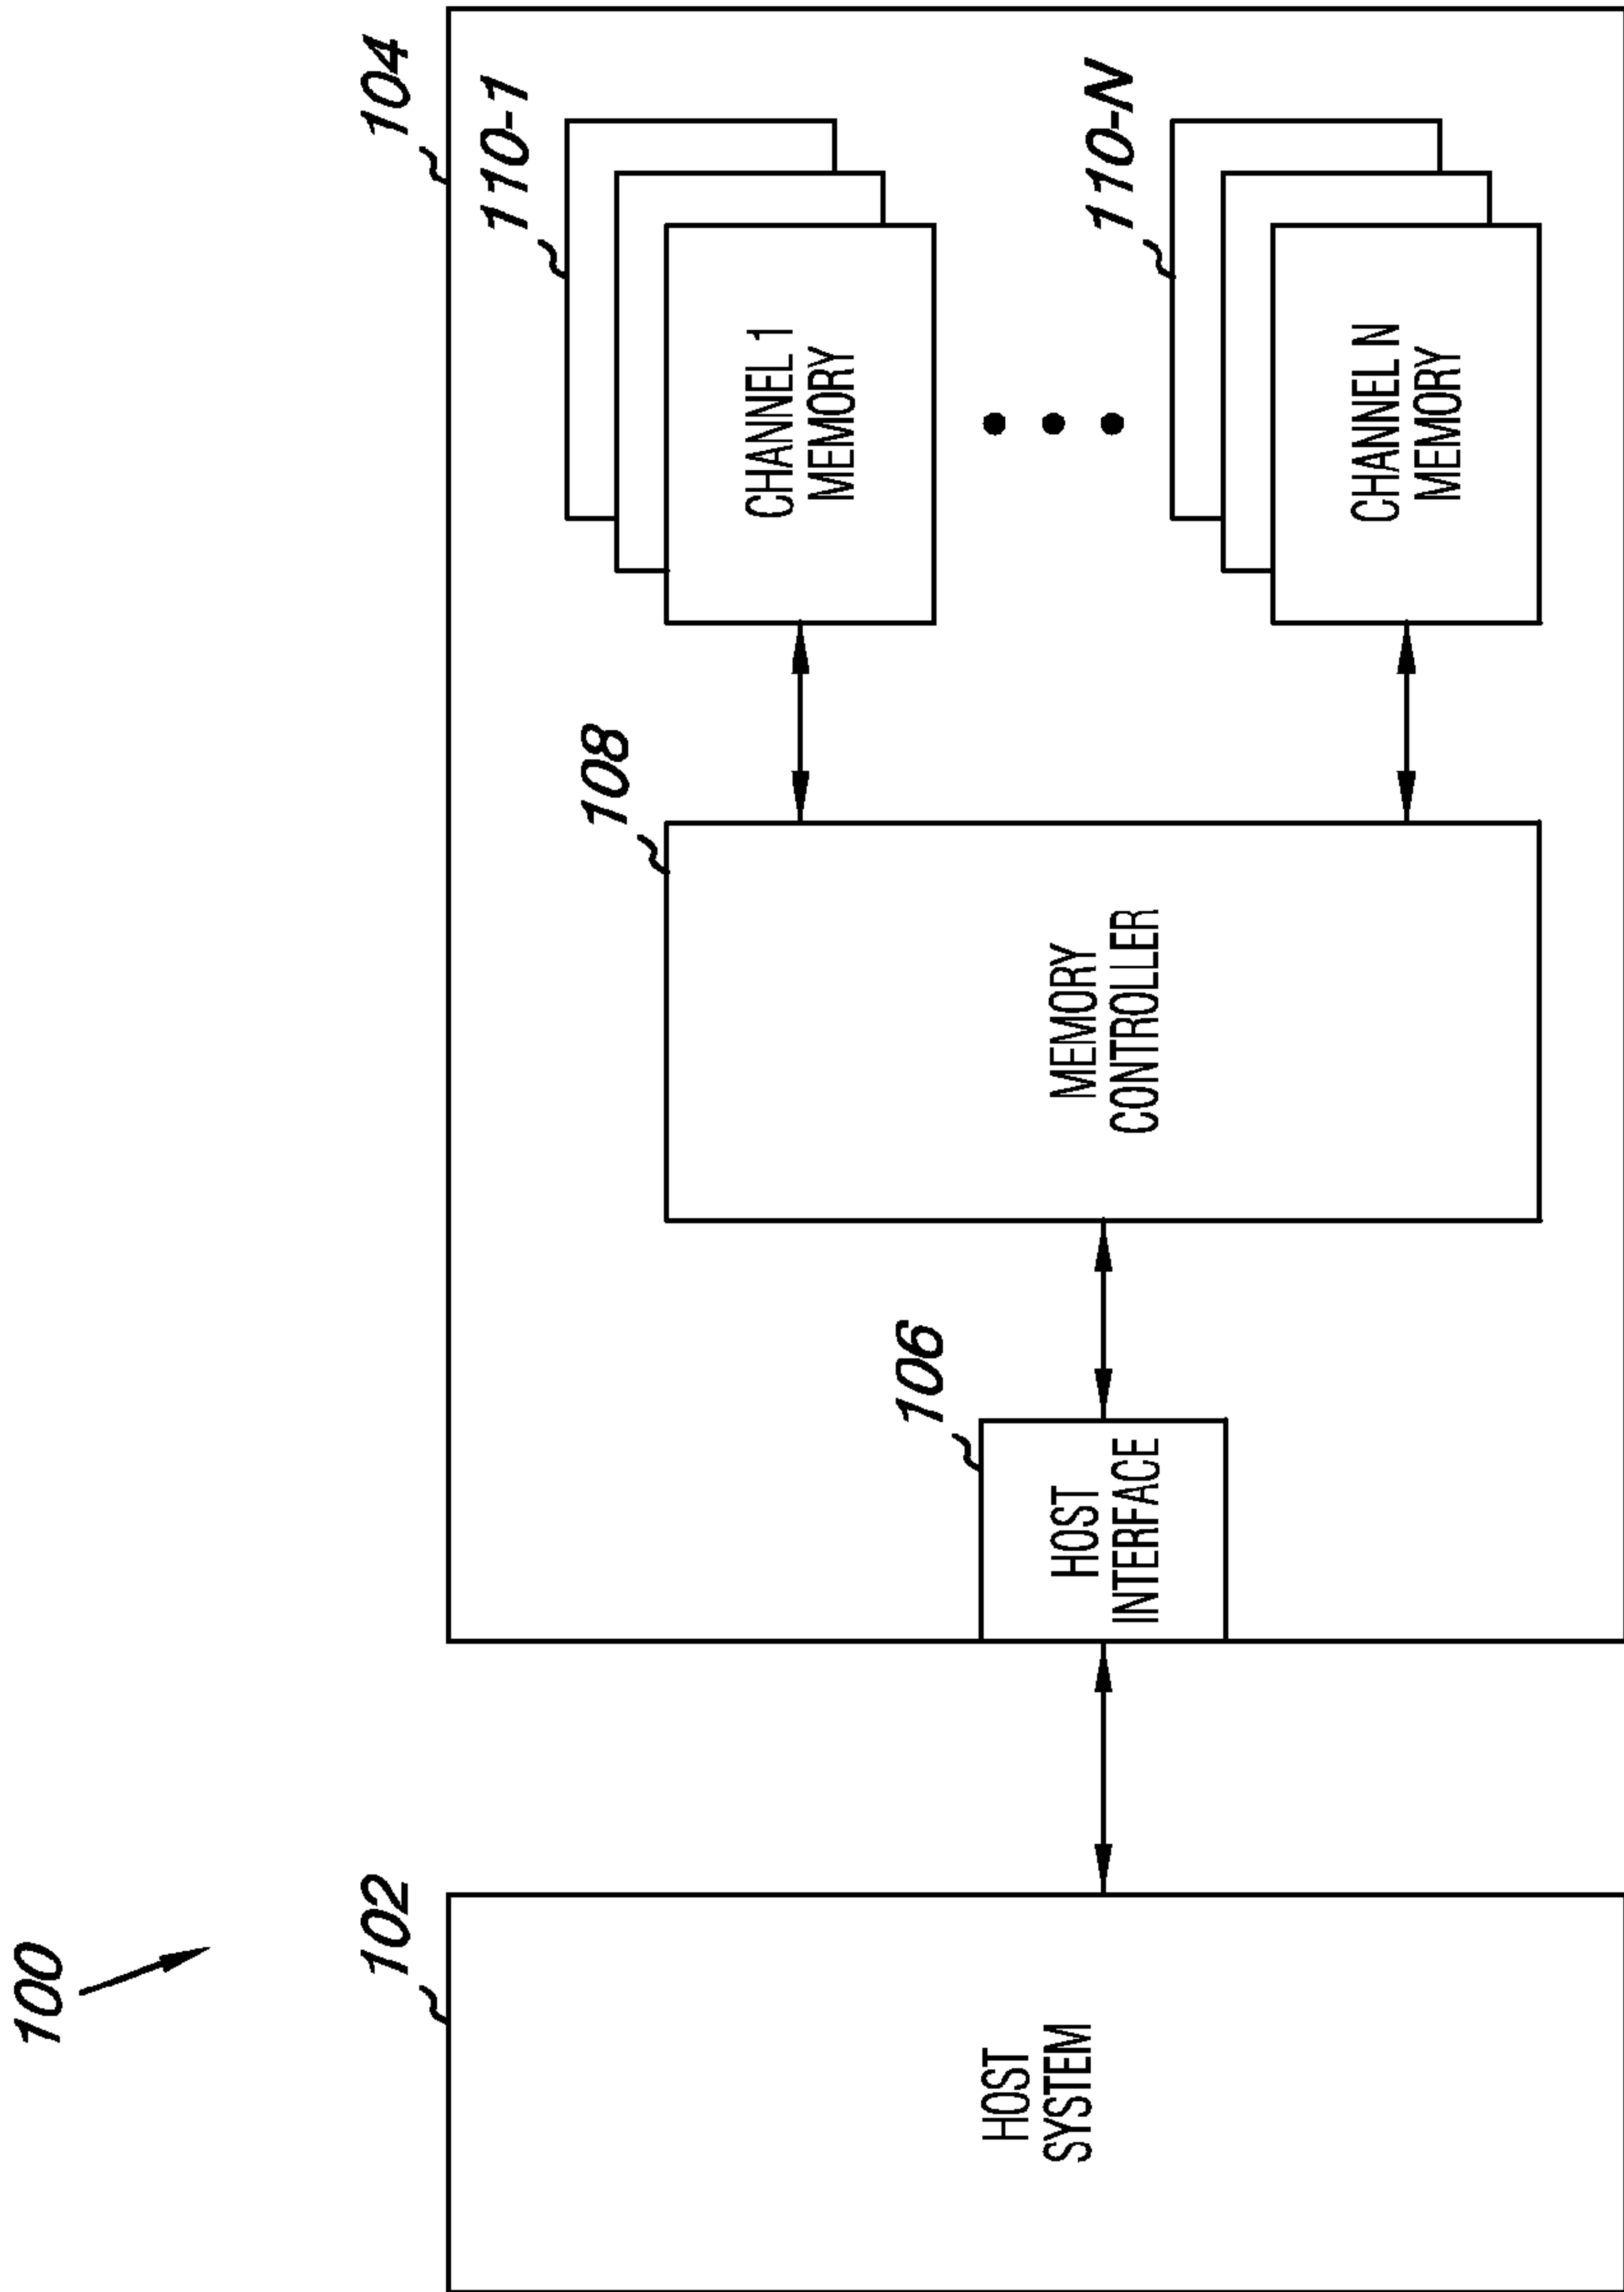 100
102
HOST
SYSTEM
104
106
HOST
INTERFACE
108
MEMORY
CONTROLLER
110-1
CHANNEL 1
MEMORY
110-N
CHANNEL N
MEMORY